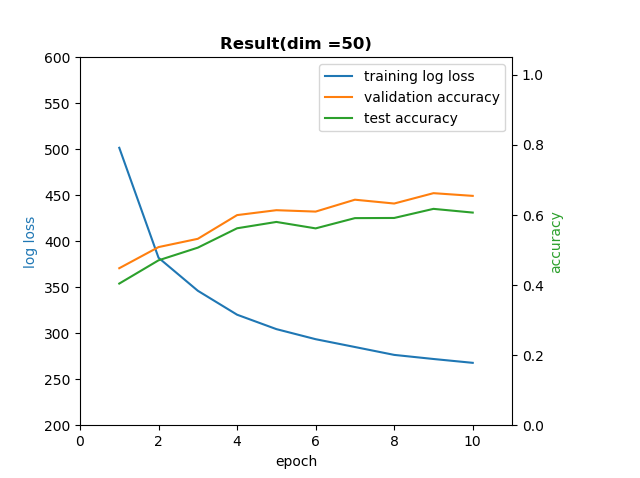 Result(dim =50)
training log loss
validation accuracy
test accuracy
log loss
600
550
500
450
400
350
300
250
200
1.0
0.8
0.6
0.4
0.2
0.0
accuracy
0 2 4 6 8 10
epoch